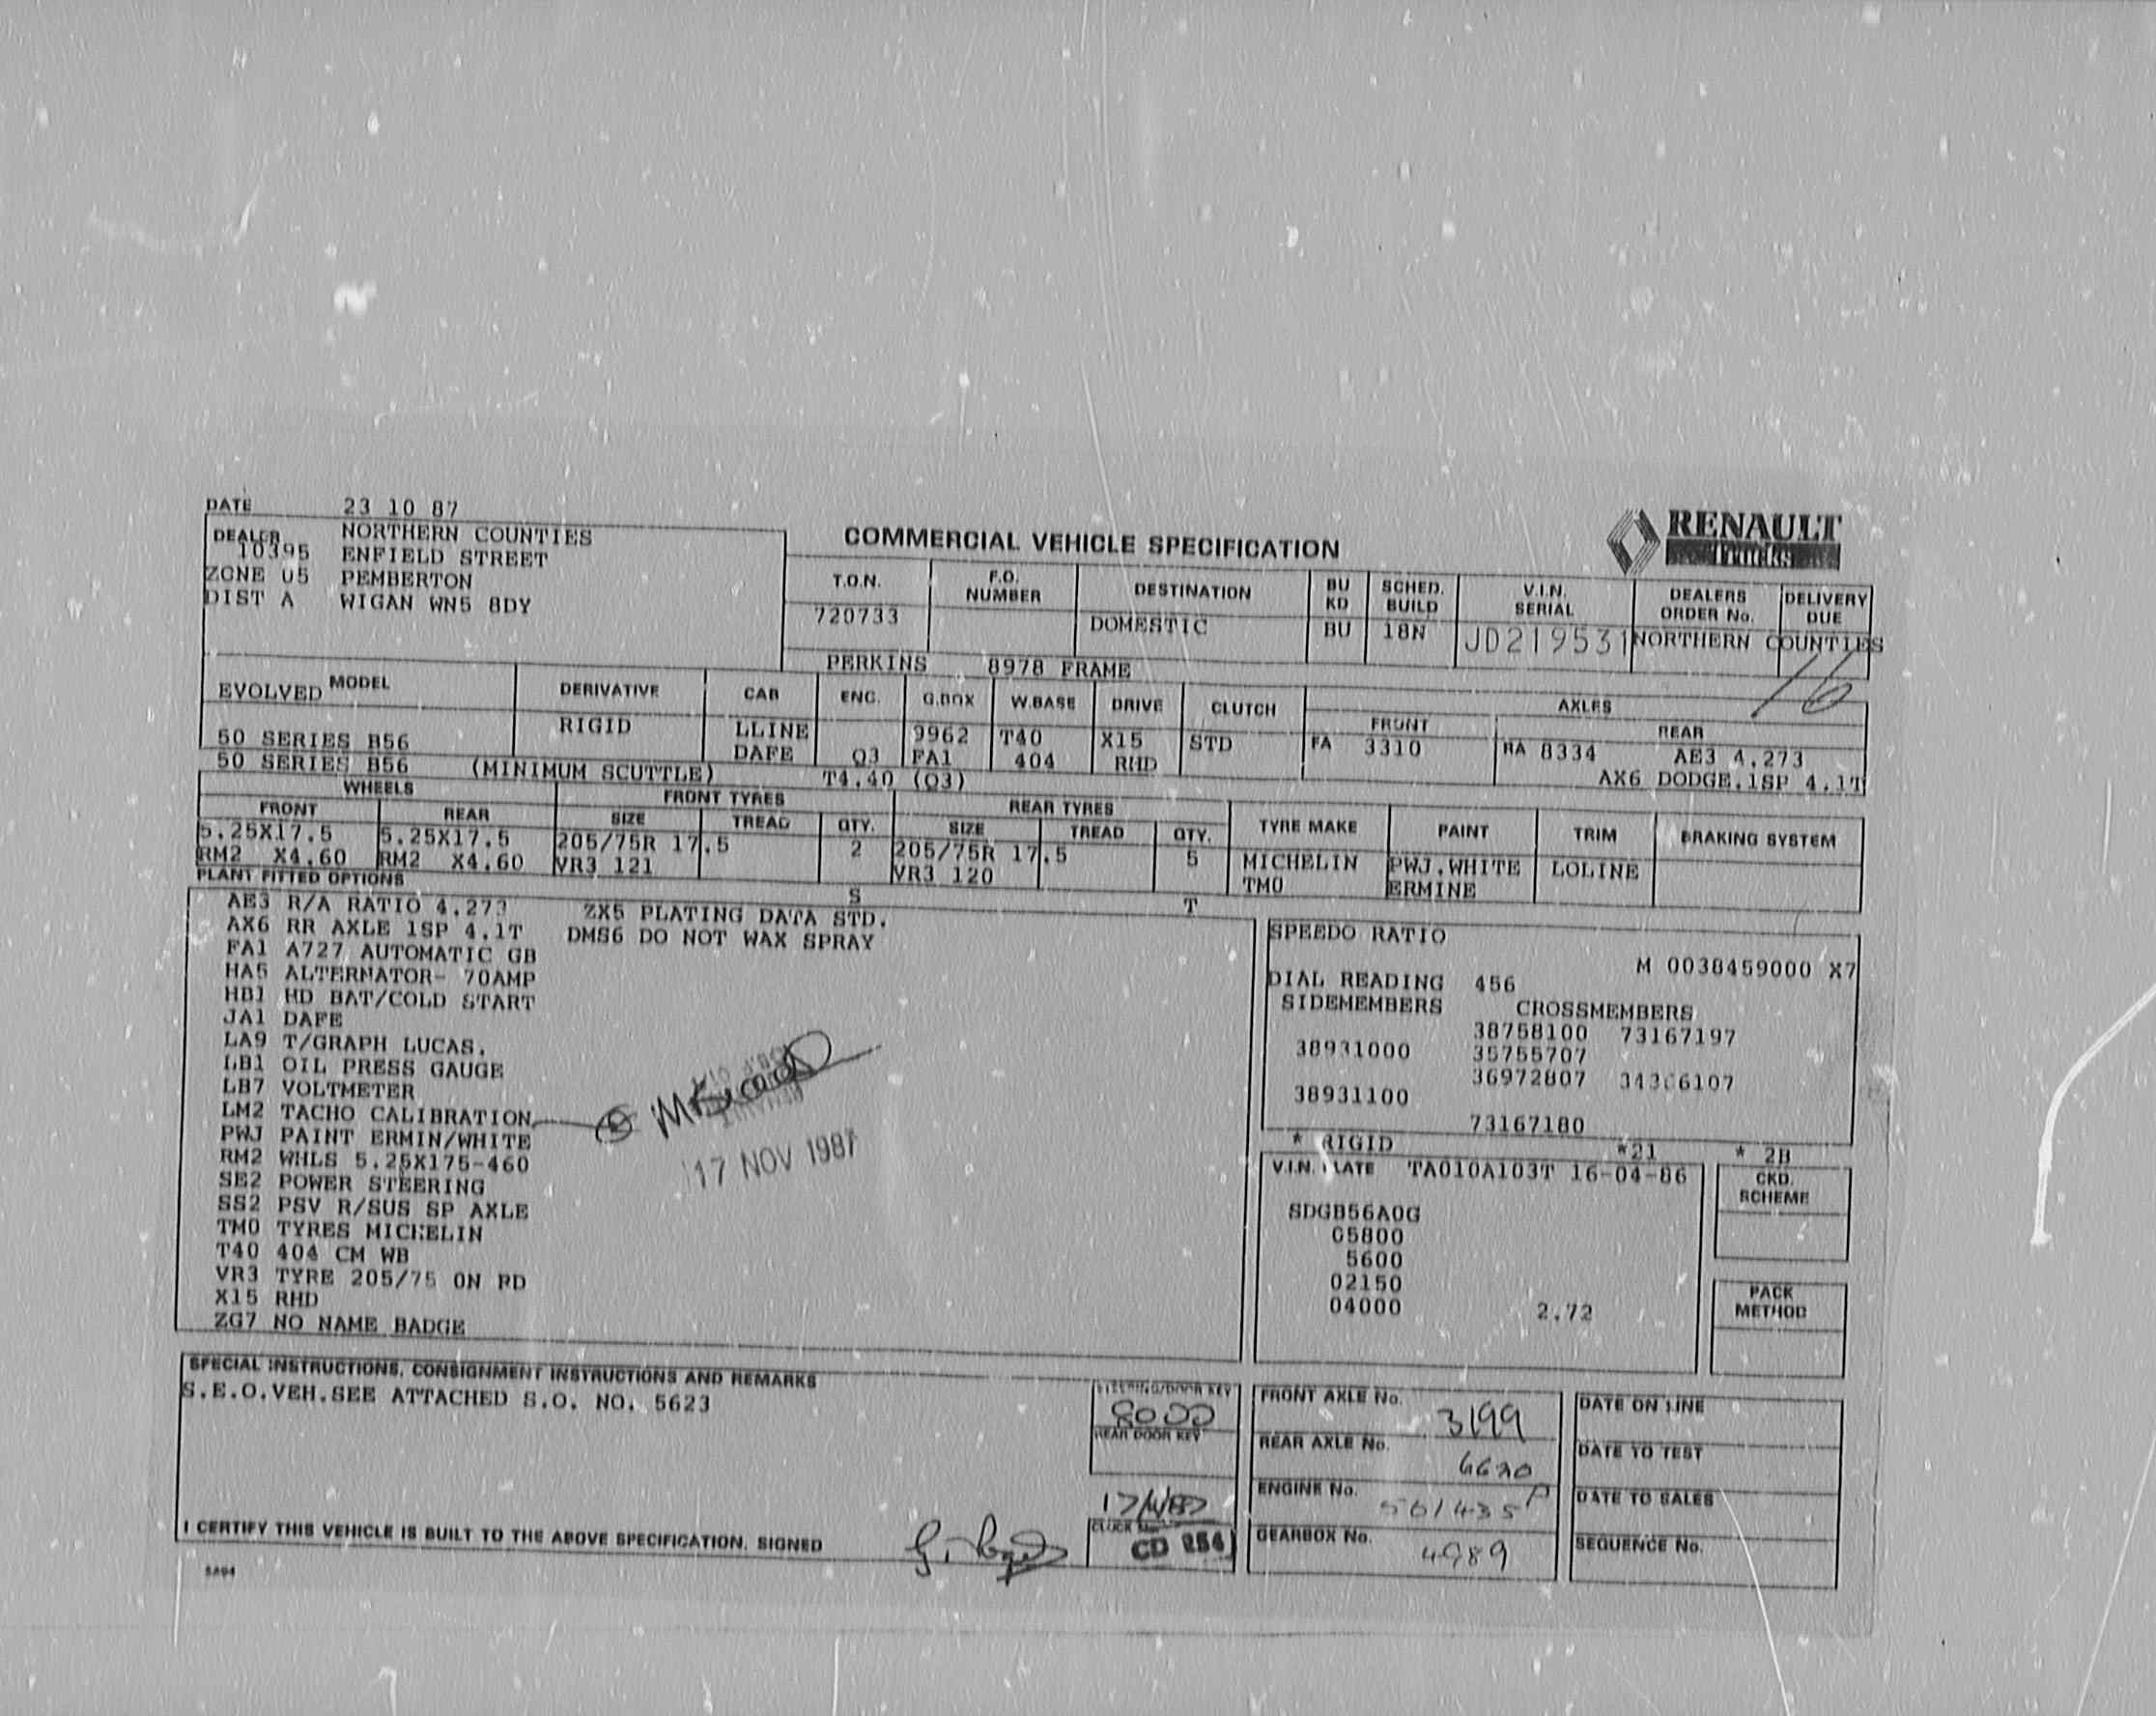 DATE 23 10 87
DEALER NORTHERN COUNTIES
10395 ENFIELD STREET
ZONE 05 PEMBERTON
DIST A WIGAN WN5 8DY
COMMERCIAL VEHICLE SPECIFICATION
RENAULT
TRUCKS
T.O.N. F.O. NUMBER DESTINATION BU KD SCHED. BUILD V.I.N. SERIAL DEALERS ORDER No. DELIVERY DUE
720733 DOMESTIC BU 18N JD219531 NORTHERN COUNTIES
16
PERKINS 8978 FRAME
EVOLVED MODEL DERIVATIVE CAB ENG. G.BOX W.BASE DRIVE CLUTCH AXLES
FRONT REAR
50 SERIES B56 RIGID LLINE 9962 T40 X15 STD FA 3310 RA 8334 AE3 4.273
DAFE Q3 FA1 404 RHD
50 SERIES B56 (MINIMUM SCUTTLE) T4.40 (Q3) AX6 DODGE.1SP 4.1T
WHEELS FRONT TYRES REAR TYRES
FRONT REAR SIZE TREAD QTY. SIZE TREAD QTY. TYRE MAKE PAINT TRIM BRAKING SYSTEM
5.25X17.5 5.25X17.5 205/75R 17.5 2 205/75R 17.5 5 MICHELIN PWJ.WHITE LOLINE
RM2 X4.60 RM2 X4.60 VR3 121 VR3 120 TM0 ERMINE
PLANT FITTED OPTIONS S T
AE3 R/A RATIO 4.273 ZX5 PLATING DATA STD.
AX6 RR AXLE 1SP 4.1T DMS6 DO NOT WAX SPRAY
FA1 A727 AUTOMATIC GB
HA5 ALTERNATOR- 70AMP
HB1 HD BAT/COLD START
JA1 DAFE
LA9 T/GRAPH LUCAS.
LB1 OIL PRESS GAUGE
LB7 VOLTMETER
LM2 TACHO CALIBRATION
PWJ PAINT ERMIN/WHITE
RM2 WHLS 5.25X175-460
SE2 POWER STEERING
SS2 PSV R/SUS SP AXLE
TM0 TYRES MICHELIN
T40 404 CM WB
VR3 TYRE 205/75 ON RD
X15 RHD
ZG7 NO NAME BADGE
17 NOV 1987
SPEEDO RATIO
M 0038459000 X7
DIAL READING 456
SIDEMEMBERS CROSSMEMBERS
38758100 73167197
38931000 35755707
36972807 34306107
38931100
73167180
* RIGID *21 * 2B
V.I.N. PLATE TA010A103T 16-04-86
SDGB56A0G
05800
5600
02150
04000 2.72
CKD. SCHEME
PACK METHOD
SPECIAL INSTRUCTIONS, CONSIGNMENT INSTRUCTIONS AND REMARKS
S.E.O.VEH.SEE ATTACHED S.O. NO. 5623
STEERING/DOOR KEY
8000
REAR DOOR KEY
CLOCK No.
CD 254
FRONT AXLE No. 3199
REAR AXLE No. 6620
ENGINE No. 561435P
GEARBOX No. 4989
DATE ON LINE
DATE TO TEST
DATE TO SALES
SEQUENCE No.
I CERTIFY THIS VEHICLE IS BUILT TO THE ABOVE SPECIFICATION. SIGNED
SA94